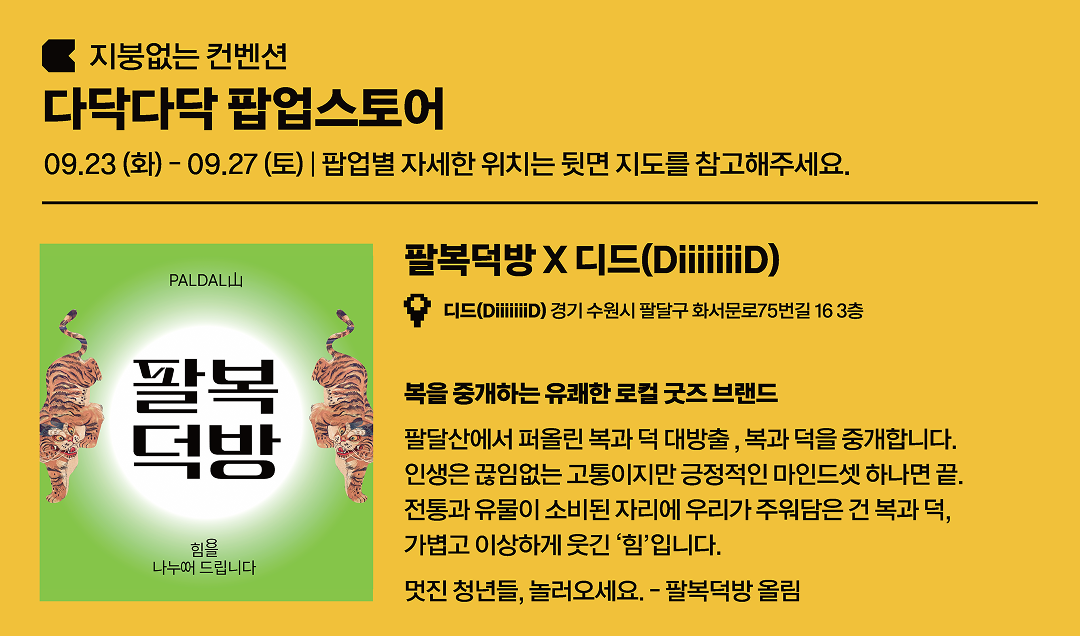 지붕없는 컨벤션
다닥다닥 팝업스토어
09.23 (화) - 09.27 (토) | 팝업별 자세한 위치는 뒷면 지도를 참고해주세요.
PALDAL山
팔복
덕방
힘을
나누어 드립니다
팔복덕방 X 디드(DiiiiiiiD)
디드(DiiiiiiiD) 경기 수원시 팔달구 화서문로75번길 16 3층
복을 중개하는 유쾌한 로컬 굿즈 브랜드
팔달산에서 퍼올린 복과 덕 대방출 , 복과 덕을 중개합니다.
인생은 끊임없는 고통이지만 긍정적인 마인드셋 하나면 끝.
전통과 유물이 소비된 자리에 우리가 주워담은 건 복과 덕,
가볍고 이상하게 웃긴 ‘힘’입니다.
멋진 청년들, 놀러오세요. - 팔복덕방 올림